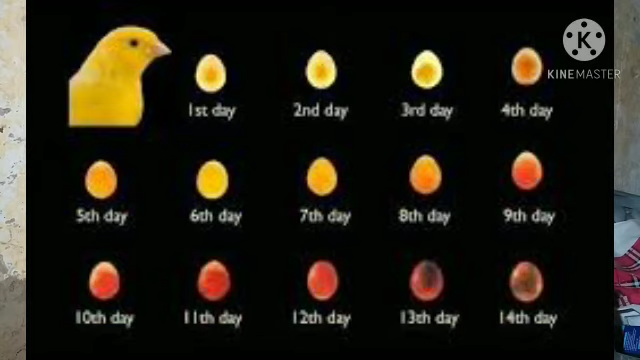 K
KINEMASTER
1st day
2nd day
3rd day
4th day
5th day
6th day
7th day
8th day
9th day
10th day
11th day
12th day
13th day
14th day